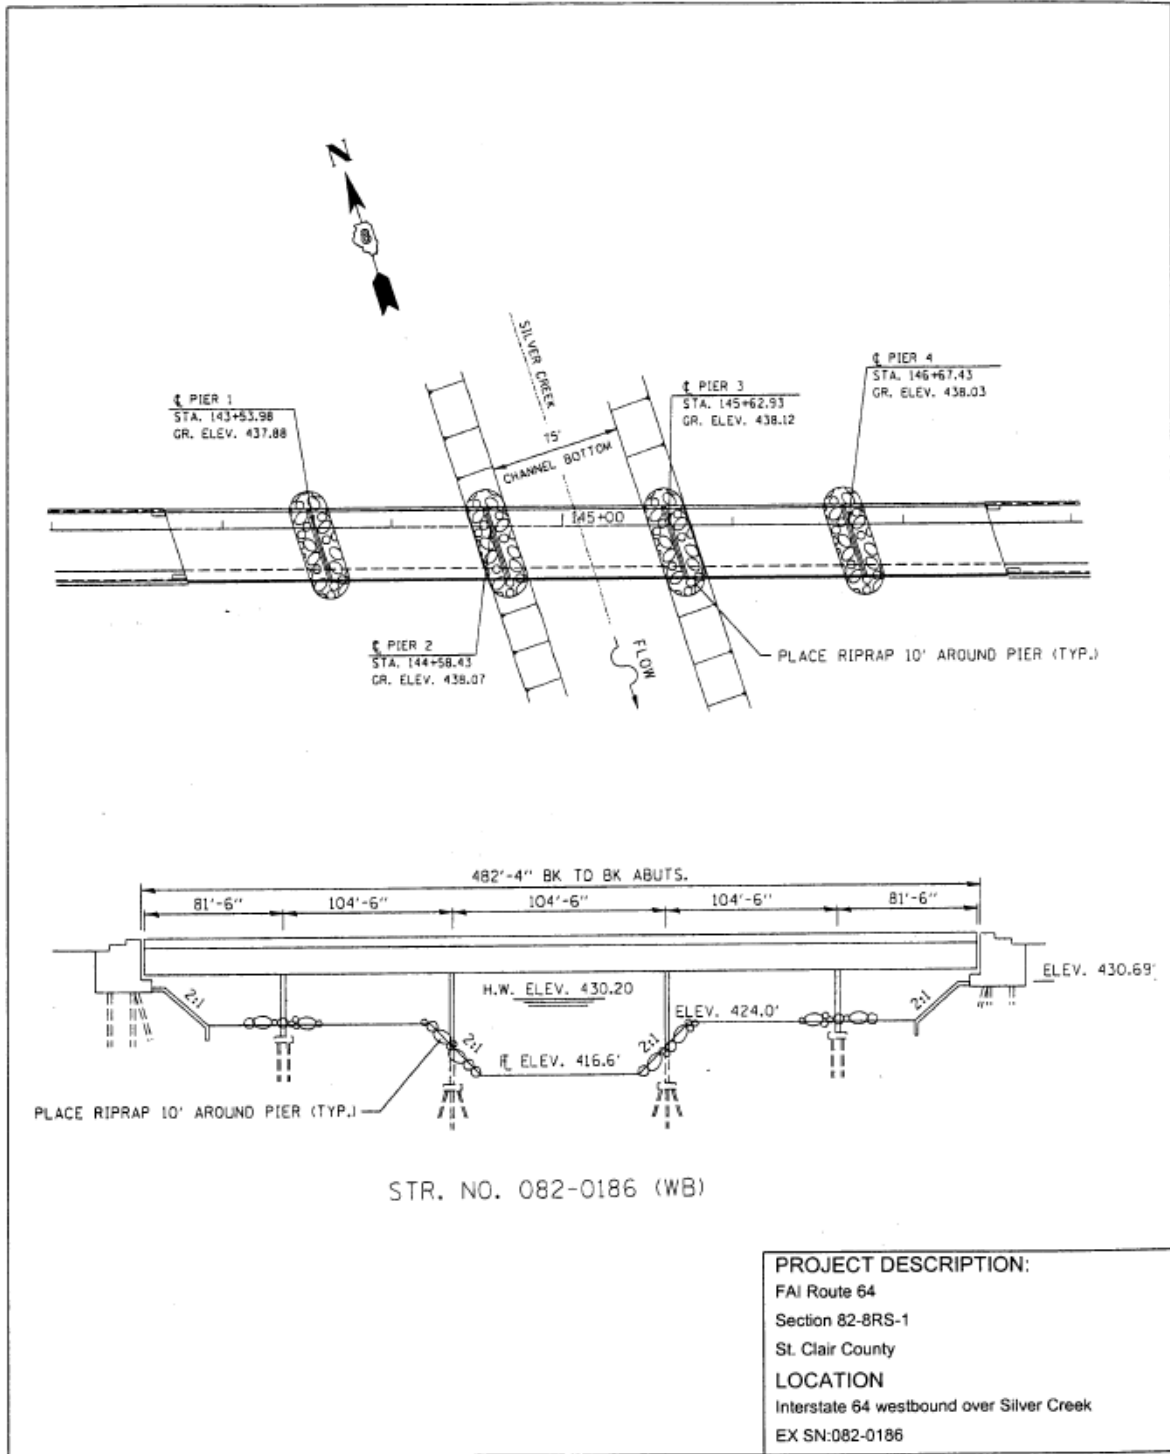 N
SILVER CREEK
℄ PIER 4
STA. 146+67.43
GR. ELEV. 438.03
℄ PIER 3
STA. 145+62.93
GR. ELEV. 438.12
℄ PIER 1
STA. 143+53.98
GR. ELEV. 437.88
75'
CHANNEL BOTTOM
145+00
℄ PIER 2
STA. 144+58.43
GR. ELEV. 438.07
FLOW
PLACE RIPRAP 10' AROUND PIER (TYP.)
482'-4" BK TO BK ABUTS.
81'-6" 104'-6" 104'-6" 104'-6" 81'-6"
ELEV. 430.69'
H.W. ELEV. 430.20
2:1 2:1
ELEV. 424.0'
2:1 2:1
ELEV. 416.6'
PLACE RIPRAP 10' AROUND PIER (TYP.)
STR. NO. 082-0186 (WB)
PROJECT DESCRIPTION:
FAI Route 64
Section 82-8RS-1
St. Clair County
LOCATION
Interstate 64 westbound over Silver Creek
EX SN:082-0186